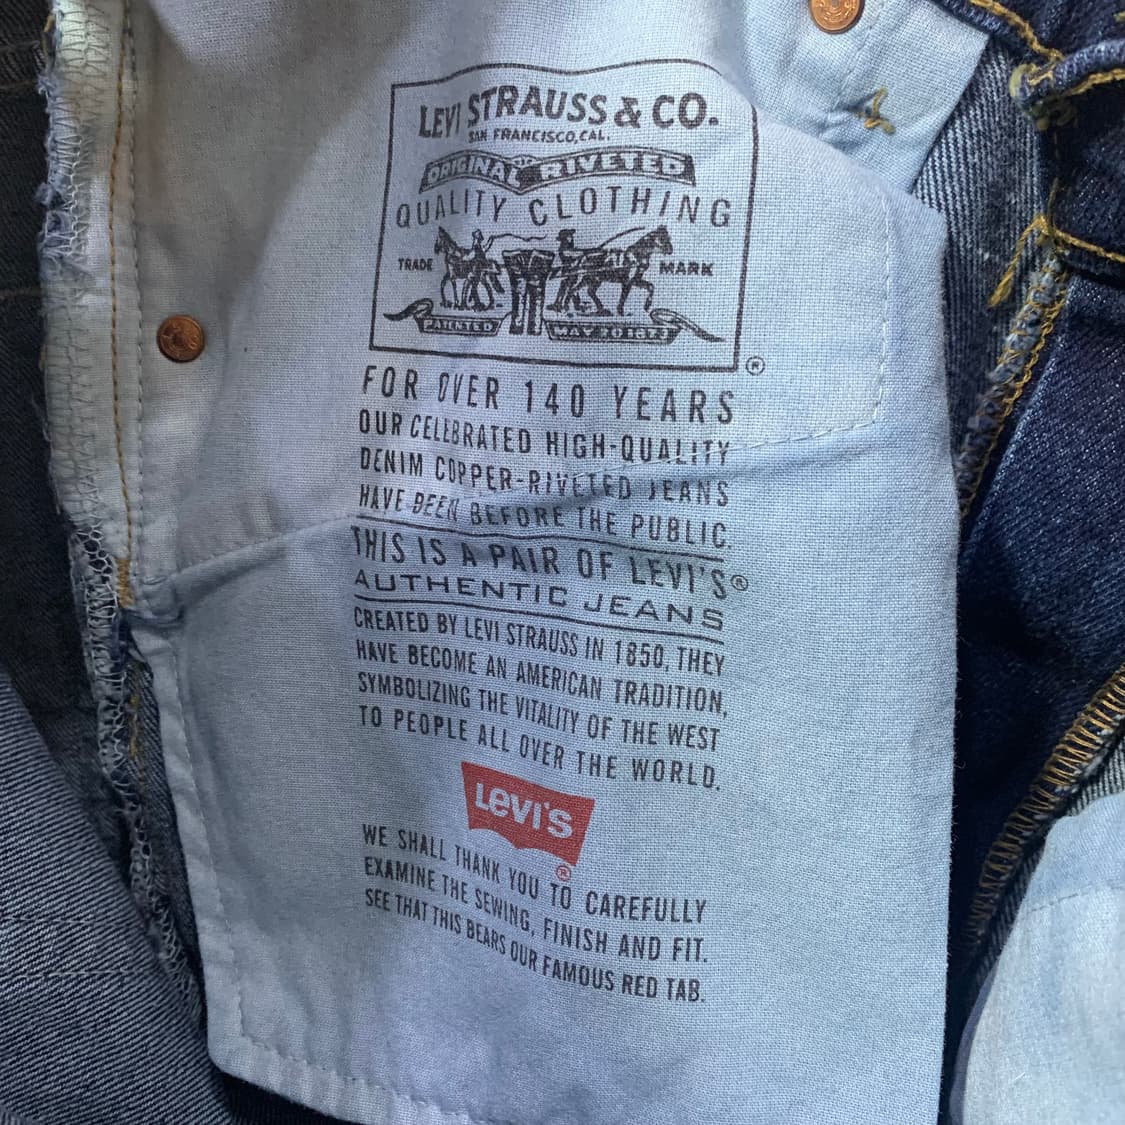 LEVI STRAUSS & CO.
SAN FRANCISCO, CAL.
ORIGINAL RIVETED
QUALITY CLOTHING
TRADE MARK
PATENTED MAY 20 1873
®
FOR OVER 140 YEARS
OUR CELEBRATED HIGH-QUALITY
DENIM COPPER-RIVETED JEANS
HAVE BEEN BEFORE THE PUBLIC.
THIS IS A PAIR OF LEVI'S®
AUTHENTIC JEANS
CREATED BY LEVI STRAUSS IN 1850, THEY
HAVE BECOME AN AMERICAN TRADITION,
SYMBOLIZING THE VITALITY OF THE WEST
TO PEOPLE ALL OVER THE WORLD.
LEVI'S
®
WE SHALL THANK YOU TO CAREFULLY
EXAMINE THE SEWING, FINISH AND FIT.
SEE THAT THIS BEARS OUR FAMOUS RED TAB.